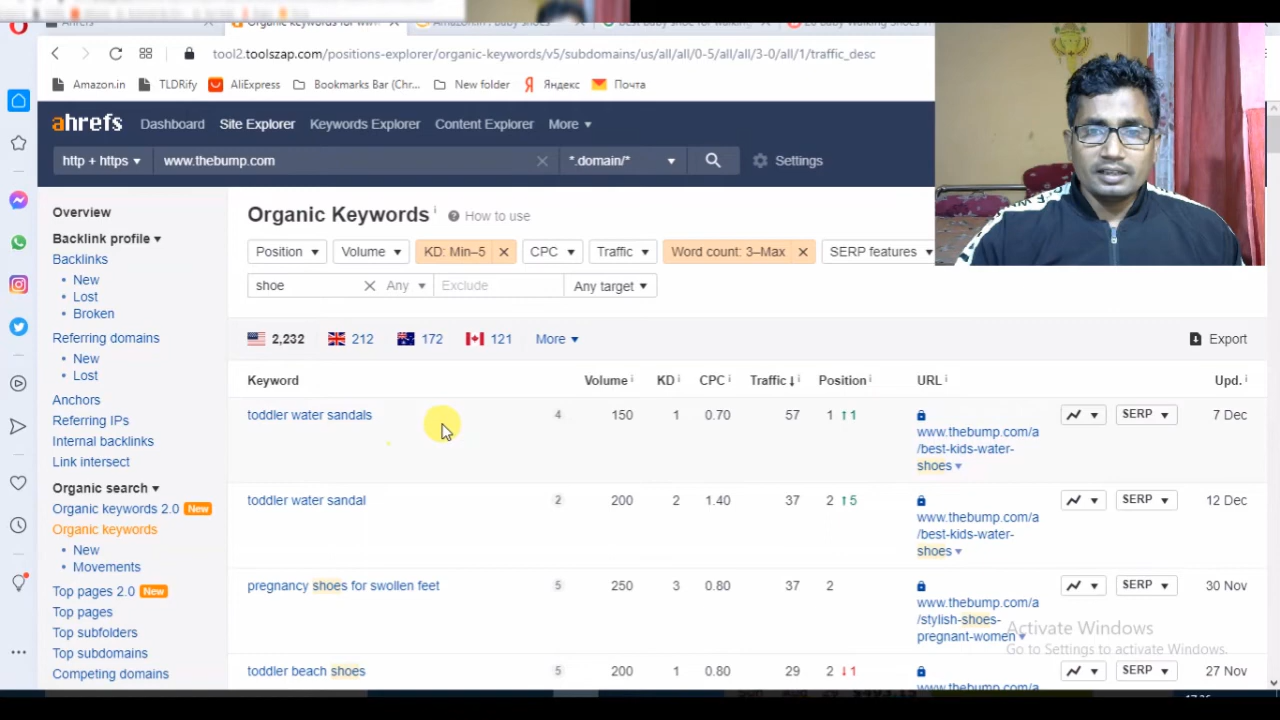 Organic keywords for www
Amazon.in : baby shoes
tool2.toolszap.com/positions-explorer/organic-keywords/v5/subdomains/us/all/all/0-5/all/all/3-0/all/1/traffic_desc
Amazon.in TLDRify AliExpress Bookmarks Bar (Chr... New folder Яндекс Почта
ahrefs Dashboard Site Explorer Keywords Explorer Content Explorer More
http + https www.thebump.com *.domain/* Settings
Overview
Backlink profile
Backlinks
New
Lost
Broken
Referring domains
New
Lost
Anchors
Referring IPs
Internal backlinks
Link intersect
Organic search
Organic keywords 2.0 New
Organic keywords
New
Movements
Top pages 2.0 New
Top pages
Top subfolders
Top subdomains
Competing domains
Organic Keywords How to use
Position Volume KD: Min–5 CPC Traffic Word count: 3–Max SERP features
shoe Any Exclude Any target
2,232 212 172 121 More Export
Keyword Volume KD CPC Traffic Position URL Upd.
toddler water sandals 4 150 1 0.70 57 1 ↑1 SERP 7 Dec
www.thebump.com/a
/best-kids-water-
shoes
toddler water sandal 2 200 2 1.40 37 2 ↑5 SERP 12 Dec
www.thebump.com/a
/best-kids-water-
shoes
pregnancy shoes for swollen feet 5 250 3 0.80 37 2 SERP 30 Nov
www.thebump.com/a
/stylish-shoes-
pregnant-women
Activate Windows
Go to Settings to activate Windows.
toddler beach shoes 5 200 1 0.80 29 2 ↓1 SERP 27 Nov
www.thebump.com/a